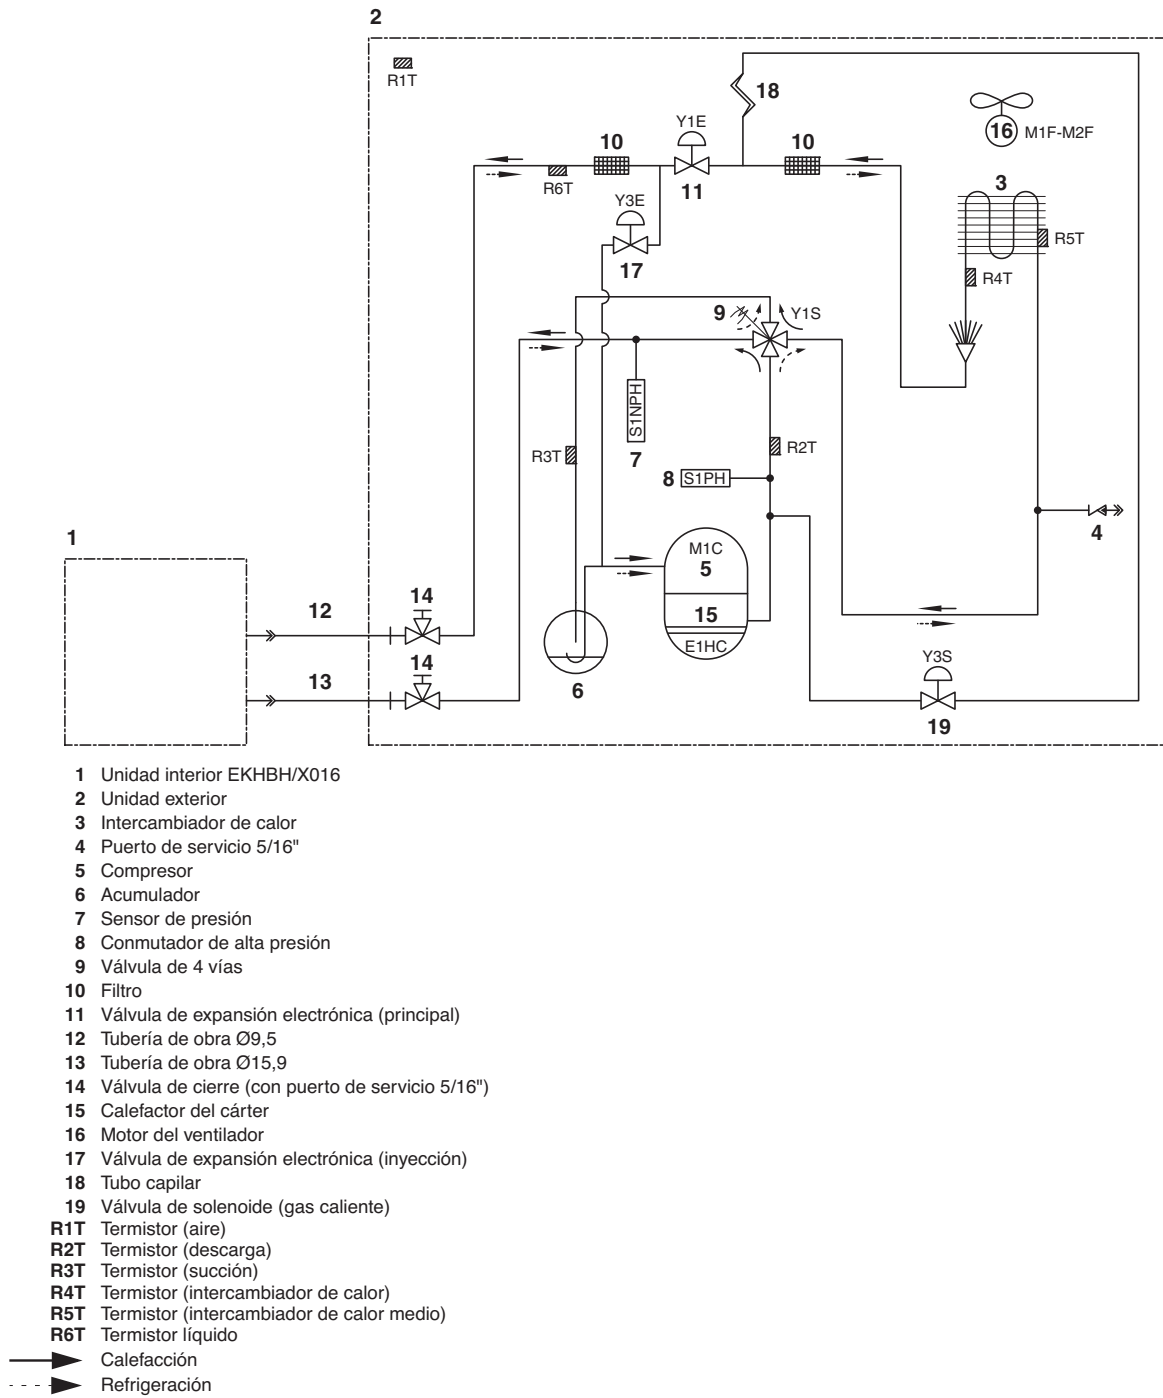 2
R1T
18
16 M1F-M2F
Y1E
10
10
R6T
11
3
Y3E
R5T
17
R4T
9
Y1S
S1NPH
R3T
7
R2T
8 S1PH
4
1
M1C
5
12
14
15
E1HC
14
13
6
Y3S
19
1 Unidad interior EKHBH/X016
2 Unidad exterior
3 Intercambiador de calor
4 Puerto de servicio 5/16"
5 Compresor
6 Acumulador
7 Sensor de presión
8 Conmutador de alta presión
9 Válvula de 4 vías
10 Filtro
11 Válvula de expansión electrónica (principal)
12 Tubería de obra Ø9,5
13 Tubería de obra Ø15,9
14 Válvula de cierre (con puerto de servicio 5/16")
15 Calefactor del cárter
16 Motor del ventilador
17 Válvula de expansión electrónica (inyección)
18 Tubo capilar
19 Válvula de solenoide (gas caliente)
R1T Termistor (aire)
R2T Termistor (descarga)
R3T Termistor (succión)
R4T Termistor (intercambiador de calor)
R5T Termistor (intercambiador de calor medio)
R6T Termistor líquido
Calefacción
Refrigeración